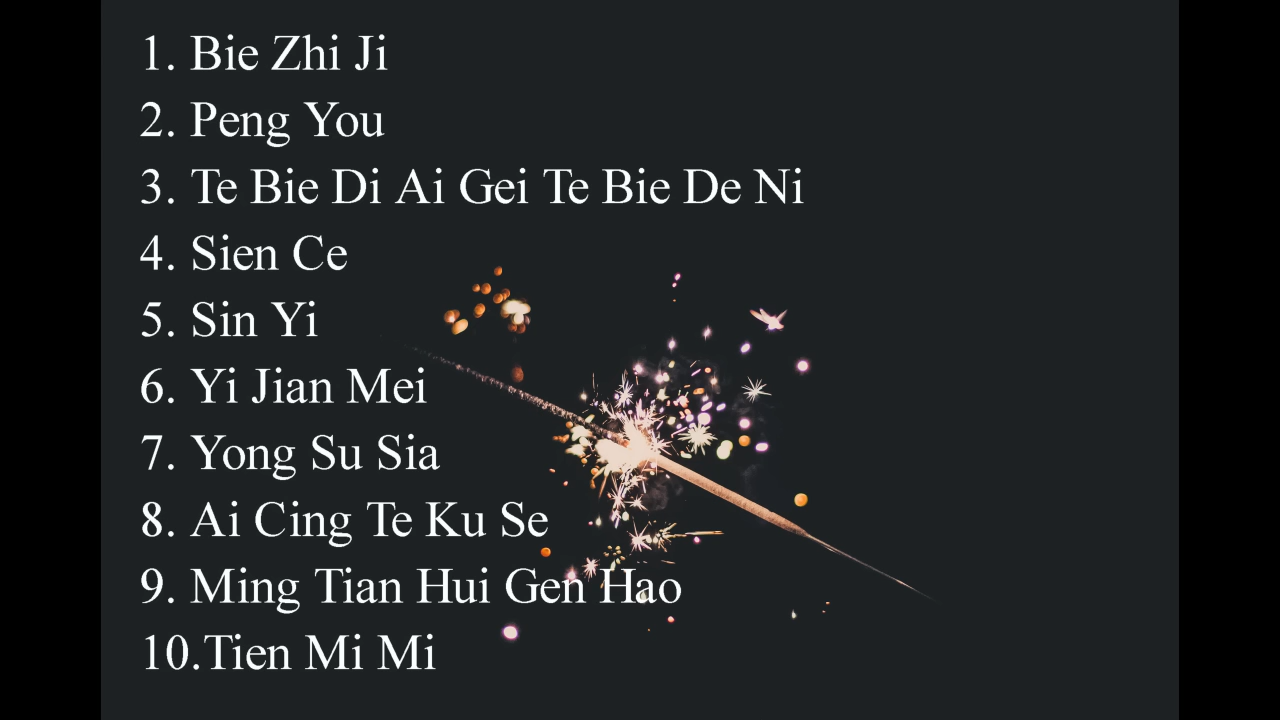 1. Bie Zhi Ji
2. Peng You
3. Te Bie Di Ai Gei Te Bie De Ni
4. Sien Ce
5. Sin Yi
6. Yi Jian Mei
7. Yong Su Sia
8. Ai Cing Te Ku Se
9. Ming Tian Hui Gen Hao
10.Tien Mi Mi